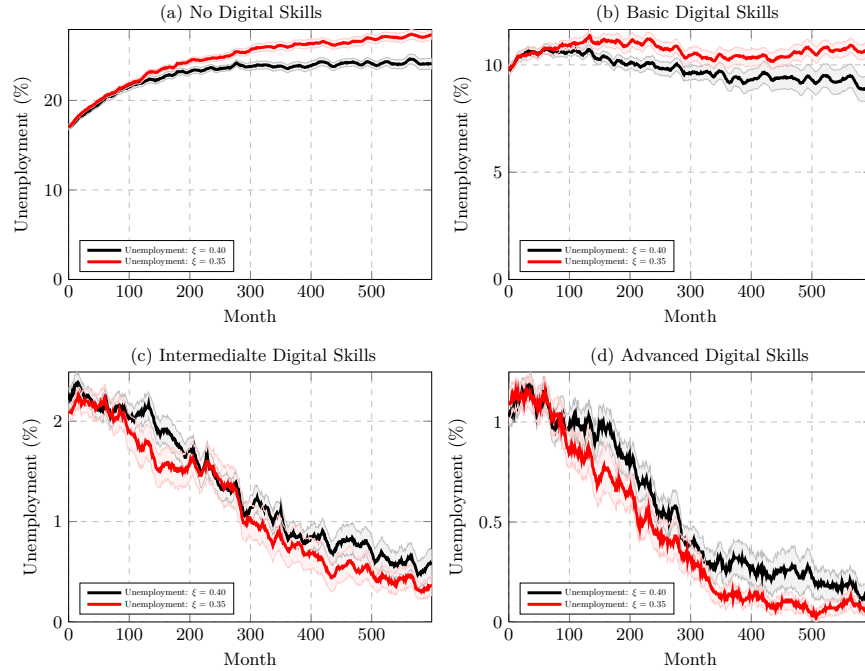 (a) No Digital Skills
Unemployment (%)
20
10
0
0 100 200 300 400 500
Month
Unemployment: ξ = 0.40
Unemployment: ξ = 0.35
(b) Basic Digital Skills
Unemployment (%)
10
5
0
0 100 200 300 400 500
Month
Unemployment: ξ = 0.40
Unemployment: ξ = 0.35
(c) Intermedialte Digital Skills
Unemployment (%)
2
1
0
0 100 200 300 400 500
Month
Unemployment: ξ = 0.40
Unemployment: ξ = 0.35
(d) Advanced Digital Skills
Unemployment (%)
1
0.5
0
0 100 200 300 400 500
Month
Unemployment: ξ = 0.40
Unemployment: ξ = 0.35